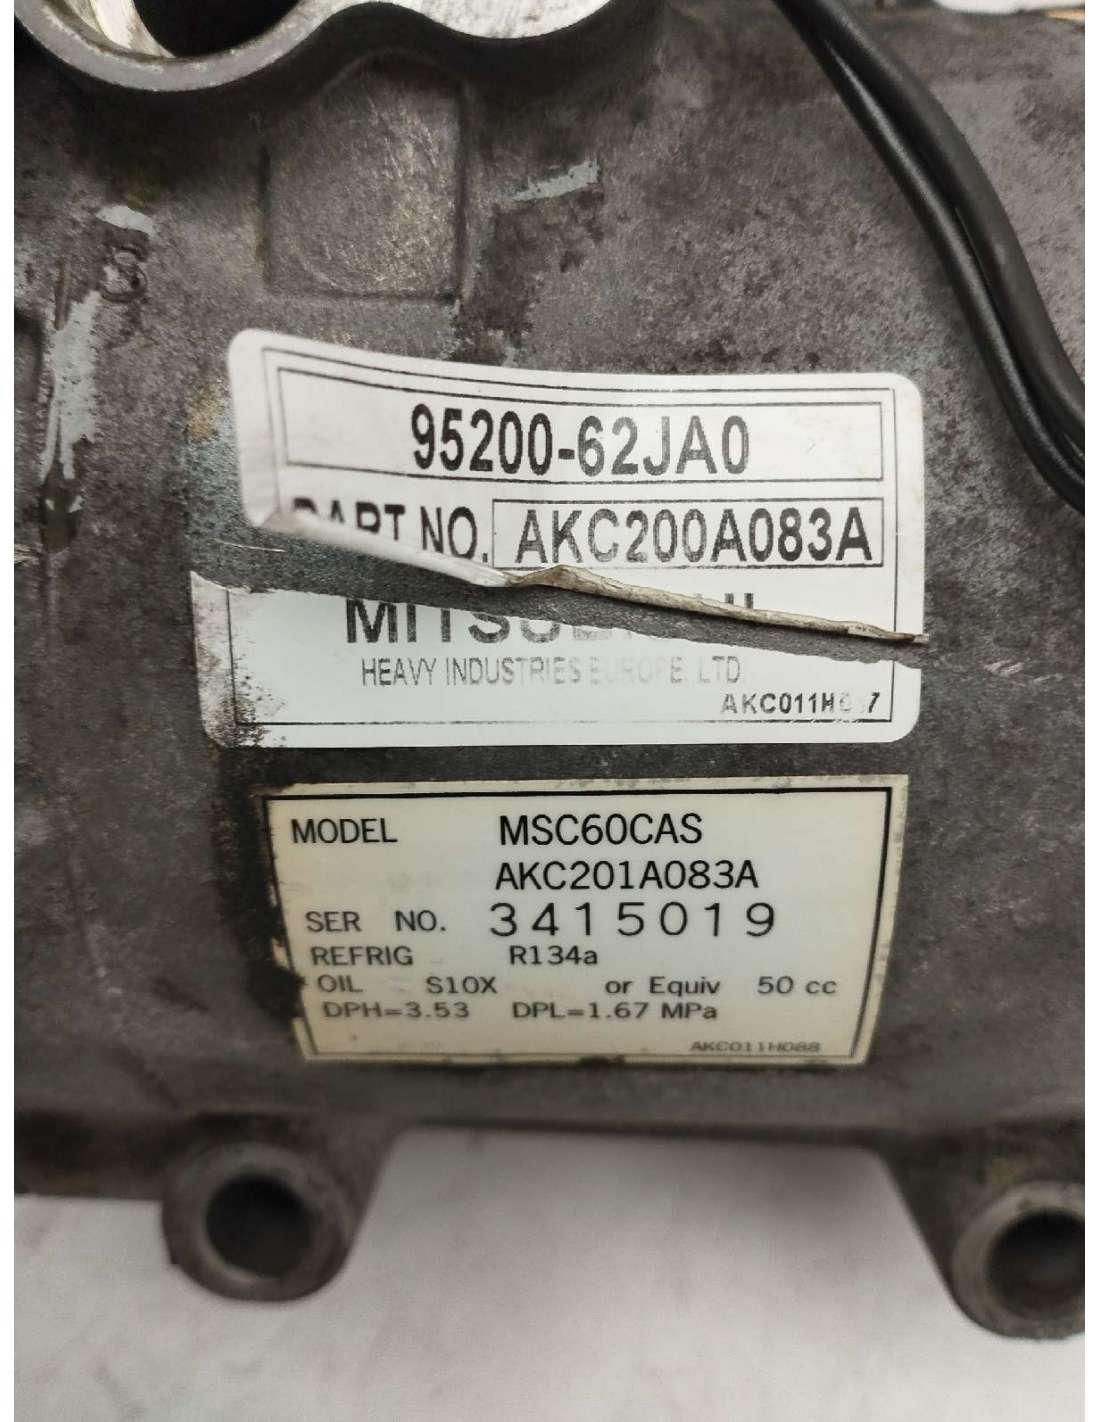 95200-62JA0
PART NO. AKC200A083A
HEAVY INDUSTRIES EUROPE. LTD.
MODEL MSC60CAS
AKC201A083A
SER NO. 3415019
REFRIG R134a
OIL S10X or Equiv 50 cc
DPH=3.53 DPL=1.67 MPa
AKC011H088